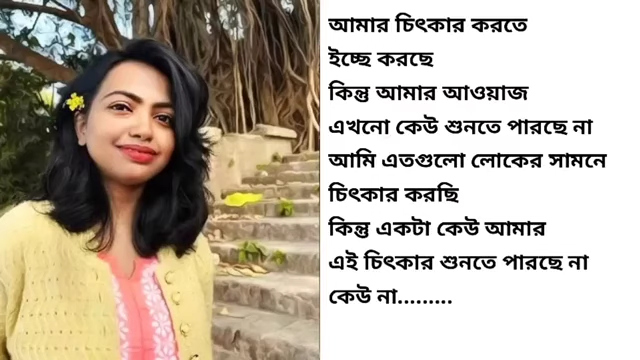 আমার চিৎকার করতে
ইচ্ছে করছে
কিন্তু আমার আওয়াজ
এখনো কেউ শুনতে পারছে না
আমি এতগুলো লোকের সামনে
চিৎকার করছি
কিন্তু একটা কেউ আমার
এই চিৎকার শুনতে পারছে না
কেউ না.........